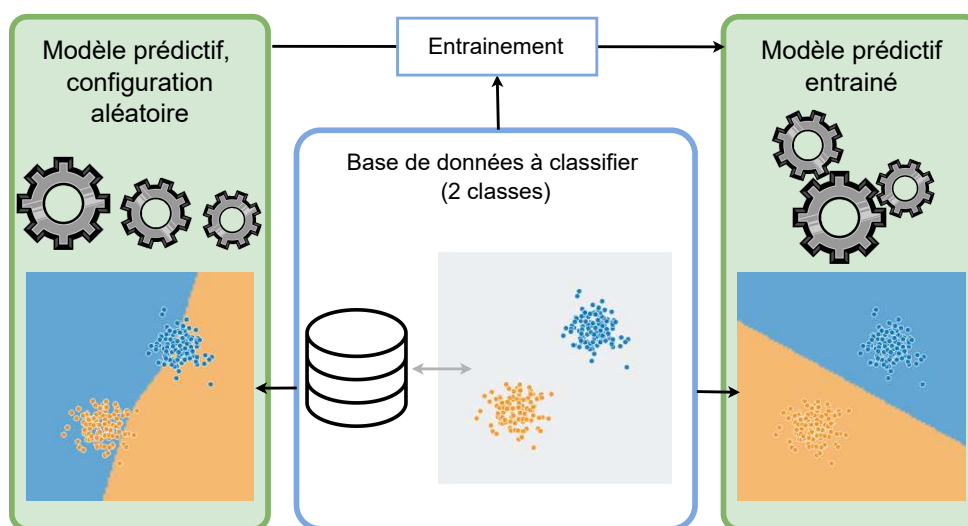 Modèle prédictif,
configuration
aléatoire
Entrainement
Modèle prédictif
entrainé
Base de données à classifier
(2 classes)